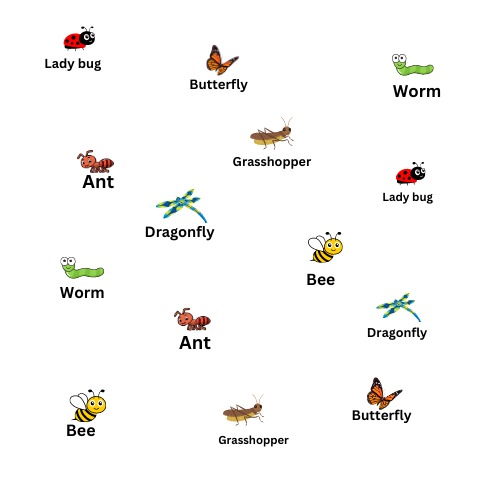 Lady bug
Butterfly
Worm
Grasshopper
Ant
Lady bug
Dragonfly
Bee
Worm
Dragonfly
Ant
Butterfly
Bee
Grasshopper